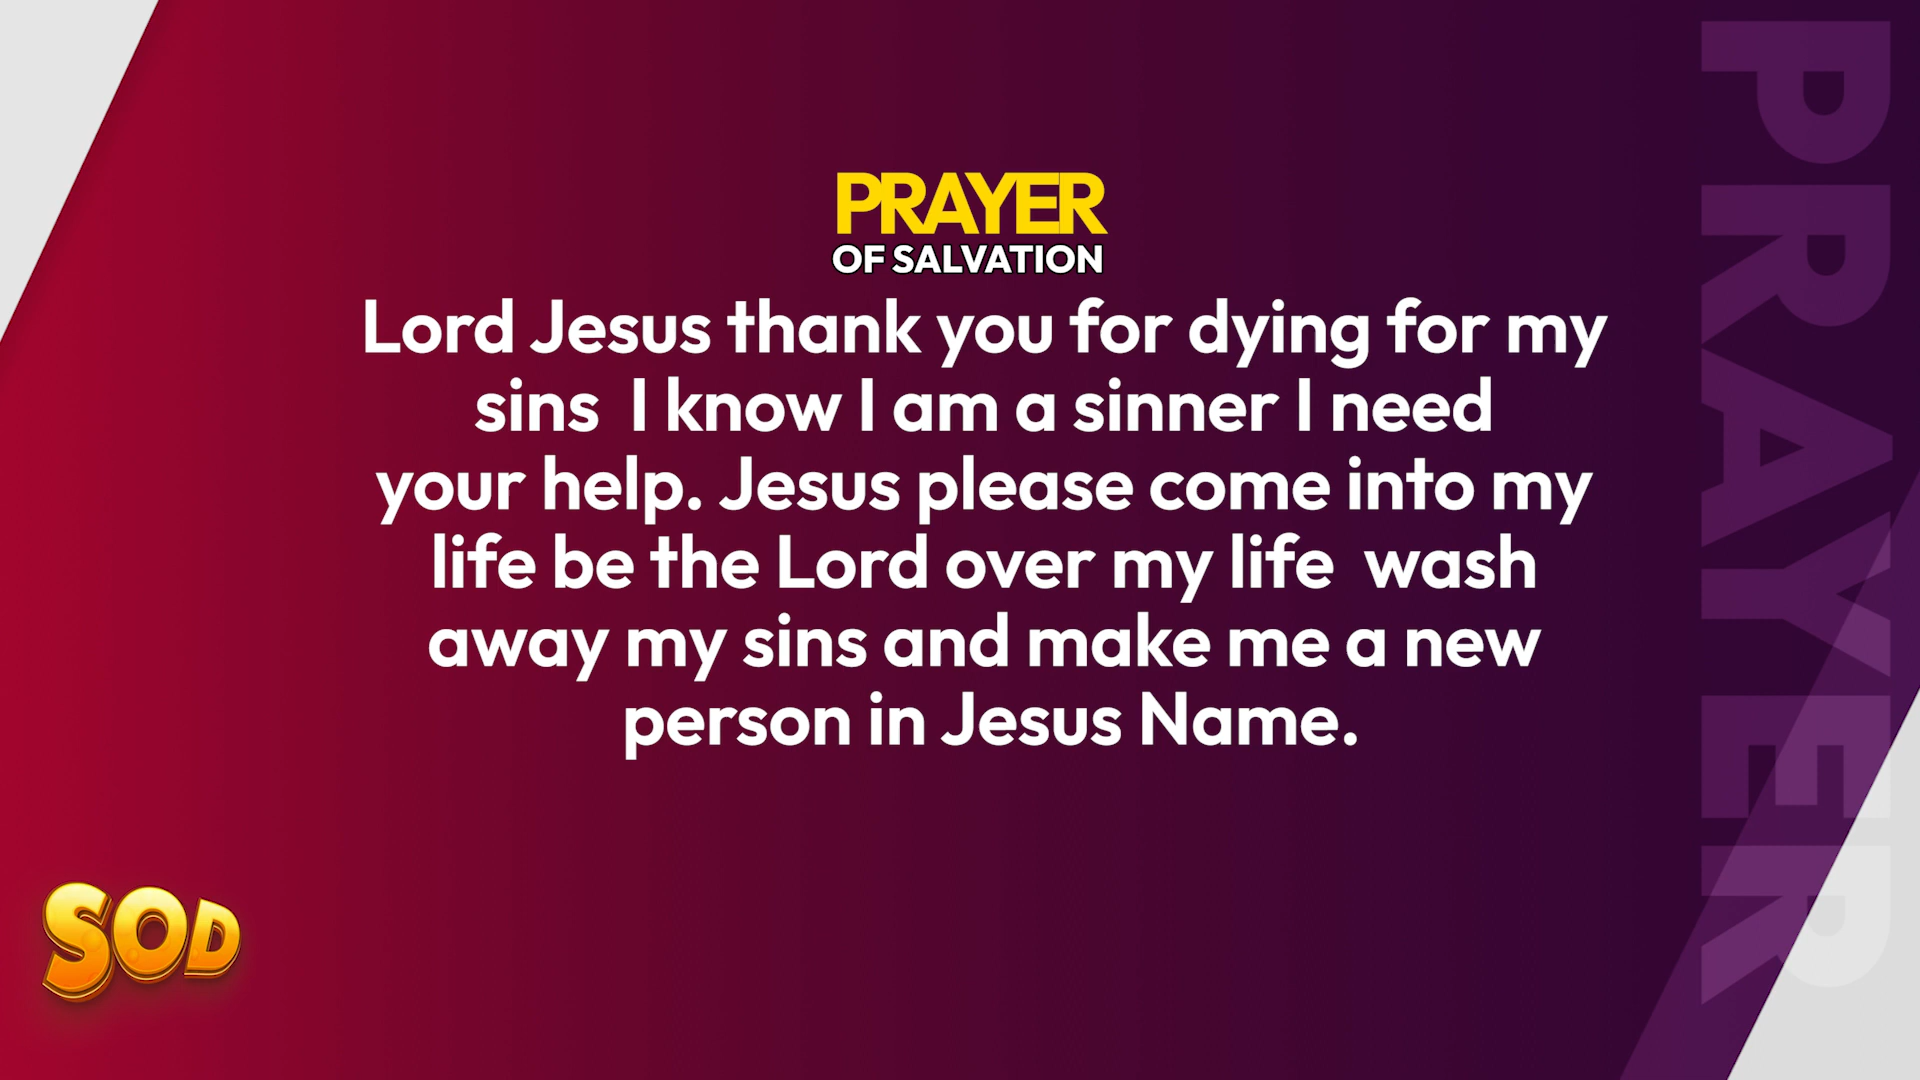 PRAYER
OF SALVATION
Lord Jesus thank you for dying for my
sins  I know I am a sinner I need
your help. Jesus please come into my
life be the Lord over my life  wash
away my sins and make me a new
person in Jesus Name.
SOD
PRAYER